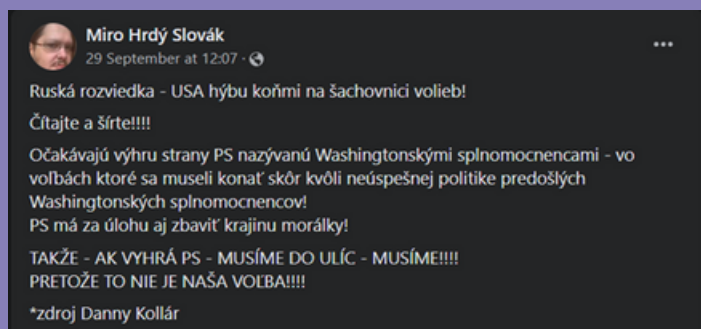 Miro Hrdý Slovák
29 September at 12:07 ·
Ruská rozviedka - USA hýbu koňmi na šachovnici volieb!
Čítajte a šírte!!!!
Očakávajú výhru strany PS nazývanú Washingtonskými splnomocnencami - vo
voľbách ktoré sa museli konať skôr kvôli neúspešnej politike predošlých
Washingtonských splnomocnencov!
PS má za úlohu aj zbaviť krajinu morálky!
TAKŽE - AK VYHRÁ PS - MUSÍME DO ULÍC - MUSÍME!!!!
PRETOŽE TO NIE JE NAŠA VOĽBA!!!!
*zdroj Danny Kollár